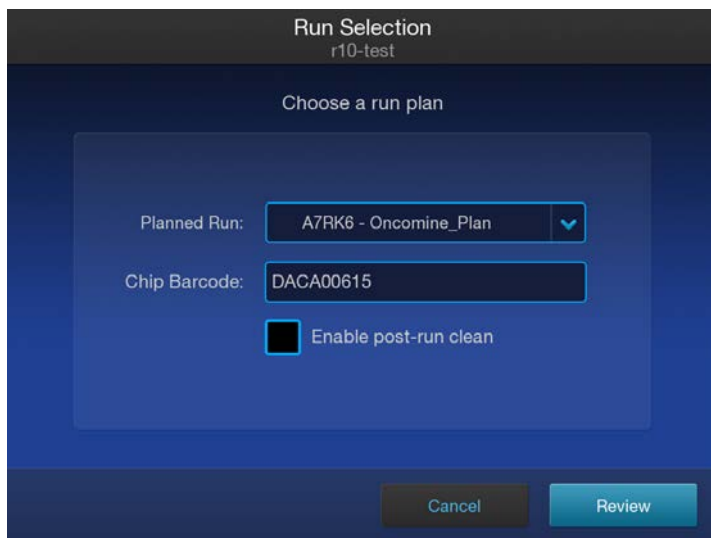 Run Selection
r10-test
Choose a run plan
Planned Run: A7RK6 - Oncomine_Plan
Chip Barcode: DACA00615
Enable post-run clean
Cancel Review